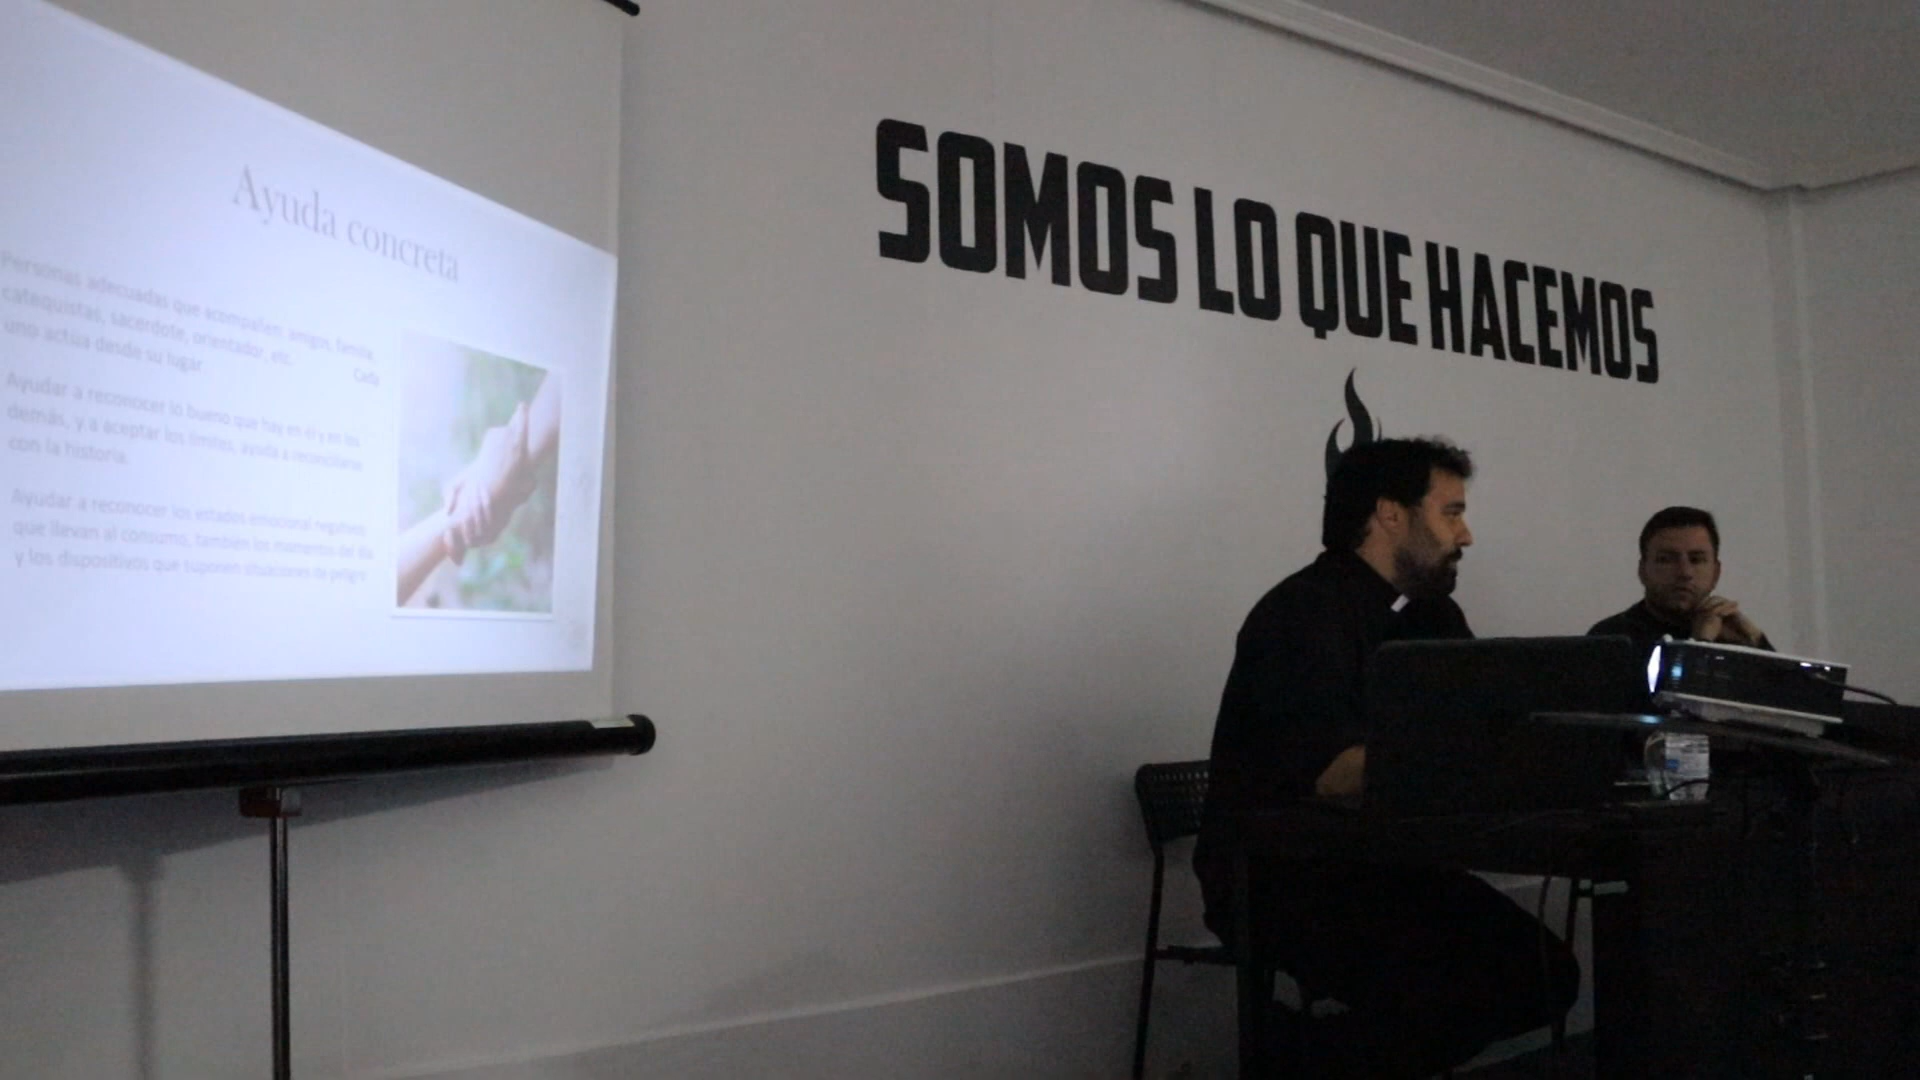 Ayuda concreta
Personas adecuadas que acompañen: amigos, familia,
catequistas, sacerdote, orientador, etc. Cada
uno actúa desde su lugar.
Ayudar a reconocer lo bueno que hay en él y en los
demás, y a aceptar los límites, ayuda a reconciliarse
con la historia.
Ayudar a reconocer los estados emocional negativos
que llevan al consumo, también los momentos del día
y los dispositivos que suponen situaciones de peligro
SOMOS LO QUE HACEMOS